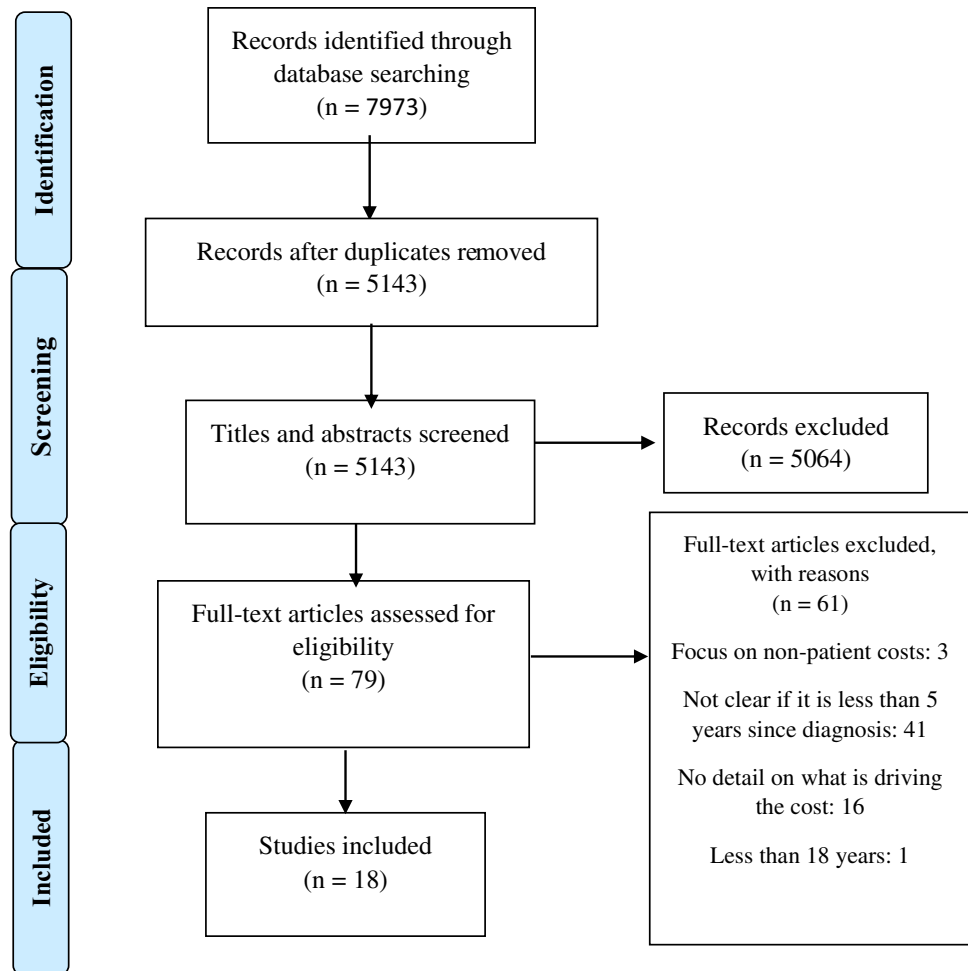 Identification
Records identified through
database searching
(n = 7973)
Records after duplicates removed
(n = 5143)
Screening
Titles and abstracts screened
(n = 5143)
Records excluded
(n = 5064)
Eligibility
Full-text articles assessed for
eligibility
(n = 79)
Full-text articles excluded,
with reasons
(n = 61)
Focus on non-patient costs: 3
Not clear if it is less than 5
years since diagnosis: 41
No detail on what is driving
the cost: 16
Less than 18 years: 1
Included
Studies included
(n = 18)